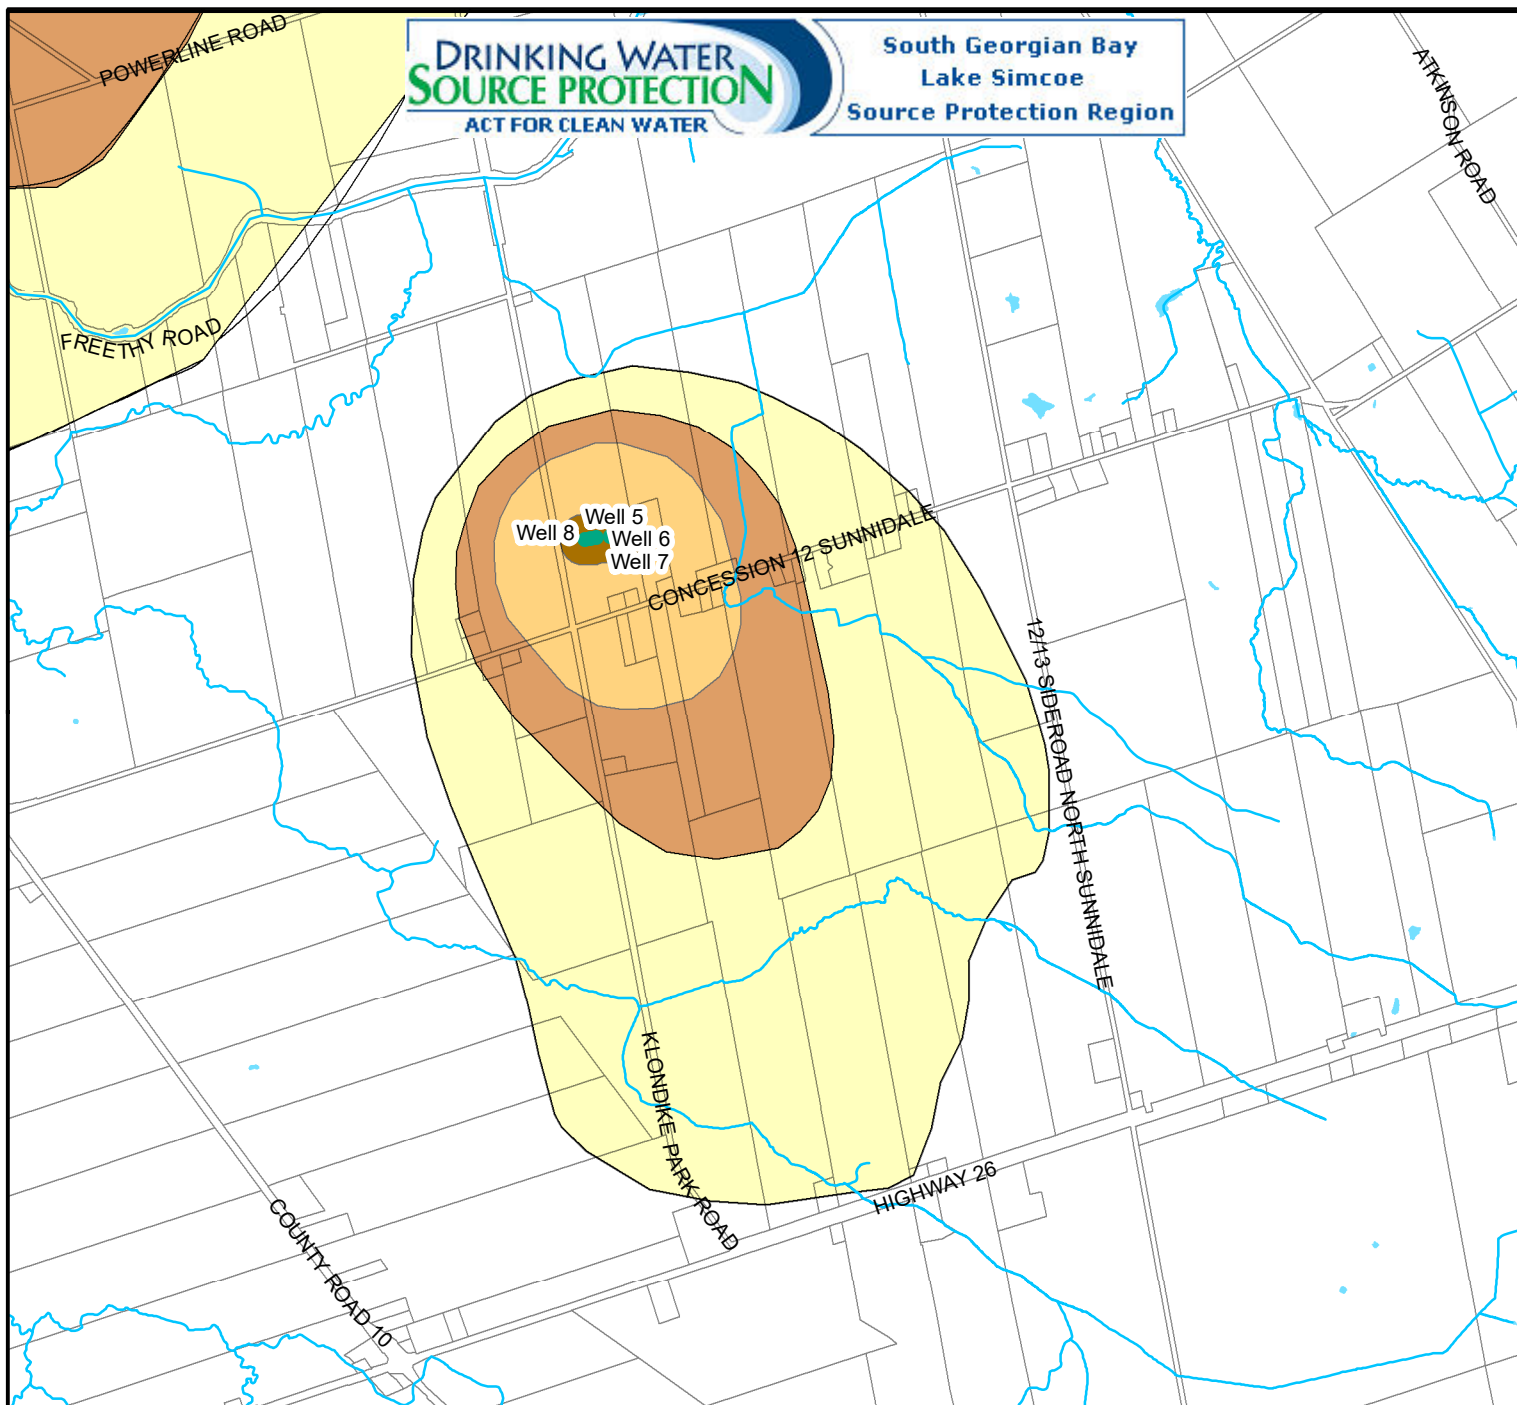 POWERLINE ROAD
DRINKING WATER
SOURCE PROTECTION
ACT FOR CLEAN WATER
South Georgian Bay
Lake Simcoe
Source Protection Region
ATKINSON ROAD
FREETHY ROAD
Well 5
Well 8
Well 6
Well 7
CONCESSION 12 SUNNIDALE
12/13 SIDEROAD NORTH SUNNIDALE
KLONDIKE PARK ROAD
HIGHWAY 26
COUNTY ROAD 10